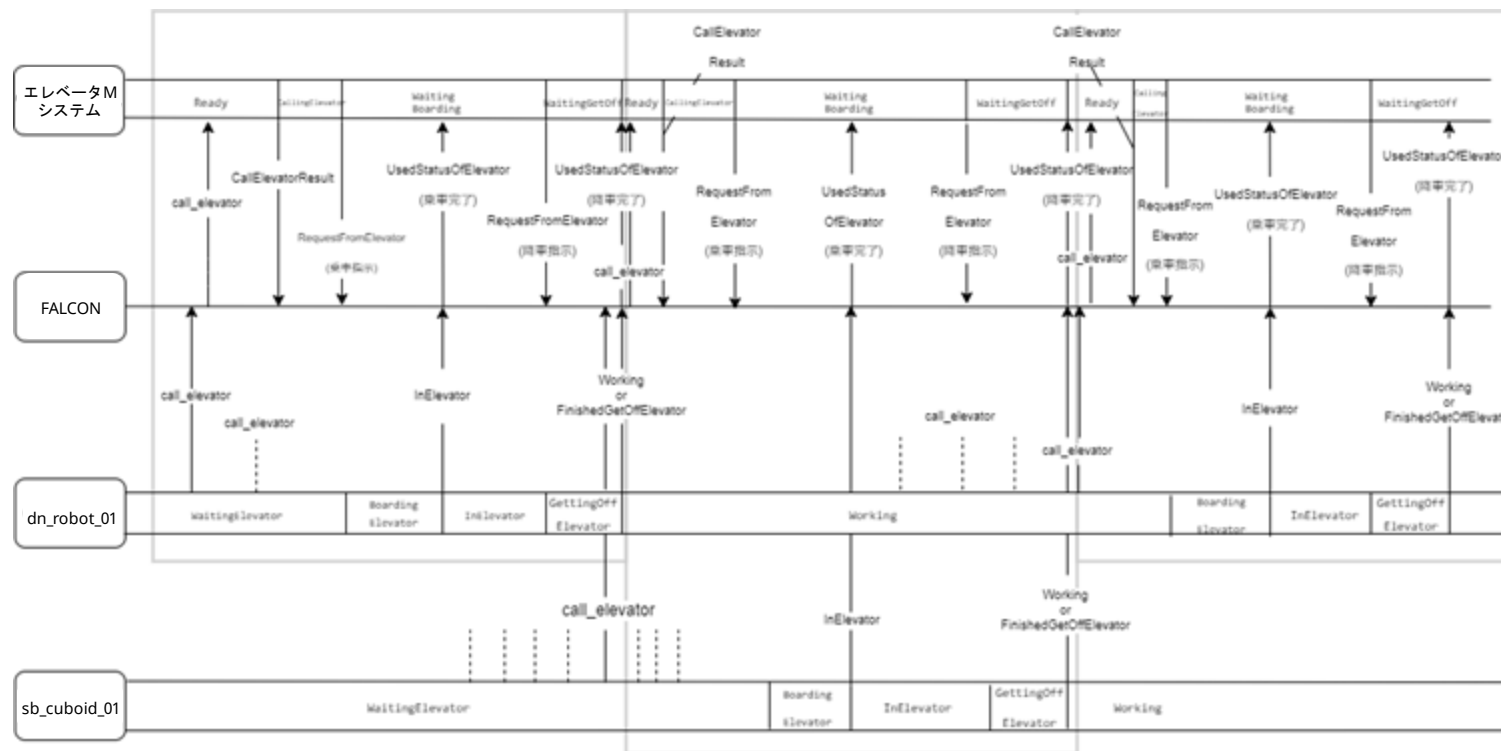 CallElevator
Result
CallElevator
Result
エレベータM
システム
Ready
CallingElevator
Waiting
Boarding
WaitingGetOff
Ready
CallingElevator
Waiting
Boarding
WaitingGetOff
Ready
Calling
Elevator
Waiting
Boarding
WaitingGetOff
call_elevator
CallElevatorResult
RequestFromElevator
(乗車指示)
UsedStatusOfElevator
(乗車完了)
RequestFromElevator
(降車指示)
UsedStatusOfElevator
(降車完了)
call_elevator
RequestFrom
Elevator
(乗車指示)
UsedStatus
OfElevator
(乗車完了)
RequestFrom
Elevator
(降車指示)
UsedStatusOfElevator
(降車完了)
call_elevator
RequestFrom
Elevator
(乗車指示)
UsedStatusOfElevator
(乗車完了)
RequestFrom
Elevator
(降車指示)
UsedStatusOfElevato
(降車完了)
FALCON
call_elevator
call_elevator
InElevator
Working
or
FinishedGetOffElevator
call_elevator
call_elevator
InElevator
Working
or
FinishedGetOffElevat
dn_robot_01
WaitingElevator
Boarding
Elevator
InElevator
GettingOff
Elevator
Working
Boarding
Elevator
InElevator
GettingOff
Elevator
call_elevator
InElevator
Working
or
FinishedGetOffElevator
sb_cuboid_01
WaitingElevator
Boarding
Elevator
InElevator
GettingOff
Elevator
Working